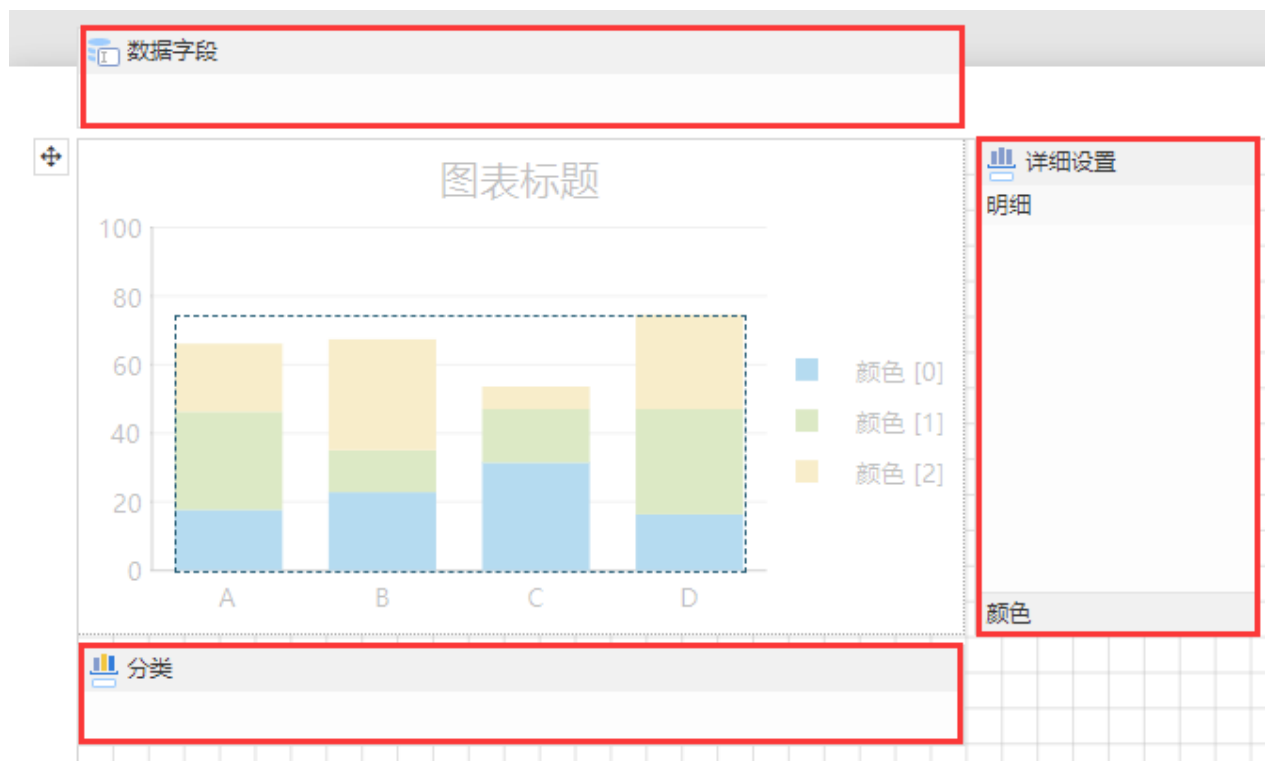 数据字段
图表标题
100
80
60
40
20
0
A B C D
颜色 [0]
颜色 [1]
颜色 [2]
详细设置
明细
颜色
分类